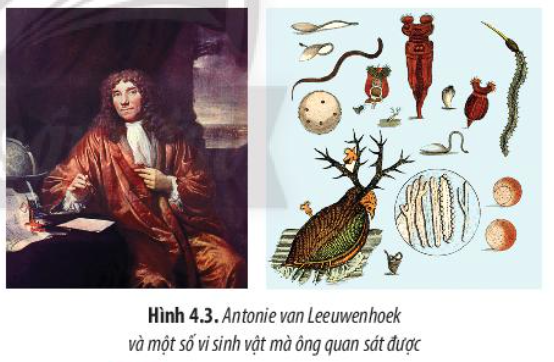 Hình 4.3. Antonie van Leeuwenhoek
và một số vi sinh vật mà ông quan sát được